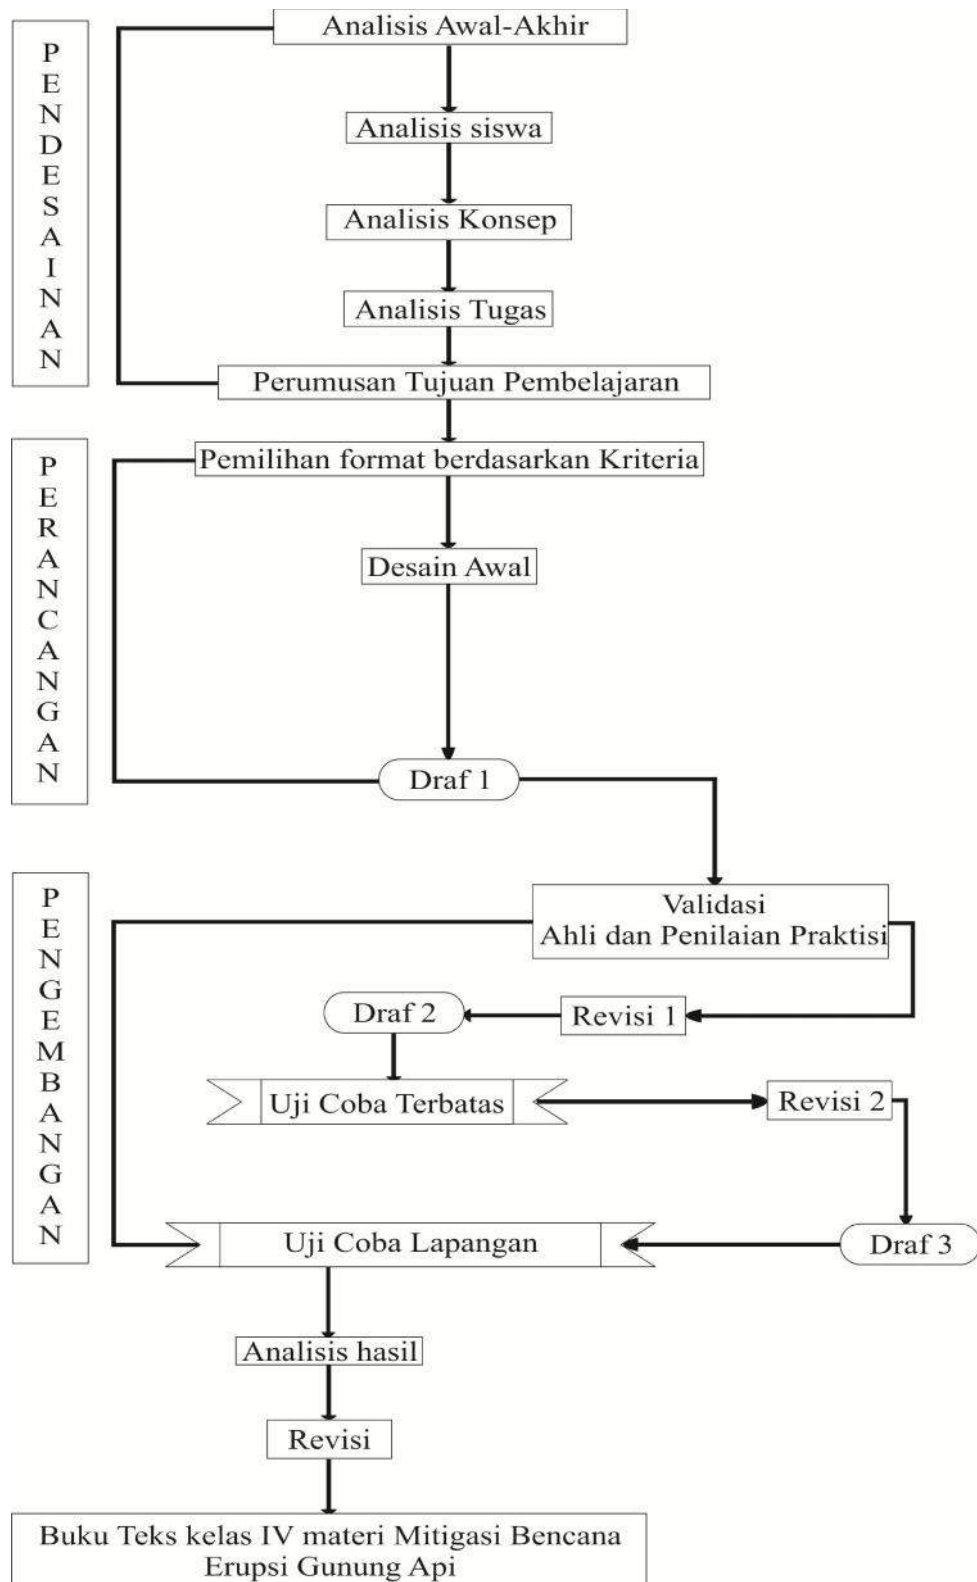 PENDESAINAN
Analisis Awal-Akhir
Analisis siswa
Analisis Konsep
Analisis Tugas
Perumusan Tujuan Pembelajaran
PERANCANGAN
Pemilihan format berdasarkan Kriteria
Desain Awal
Draf 1
PENGEMBANGAN
Validasi
Ahli dan Penilaian Praktisi
Draf 2
Revisi 1
Uji Coba Terbatas
Revisi 2
Uji Coba Lapangan
Draf 3
Analisis hasil
Revisi
Buku Teks kelas IV materi Mitigasi Bencana
Erupsi Gunung Api